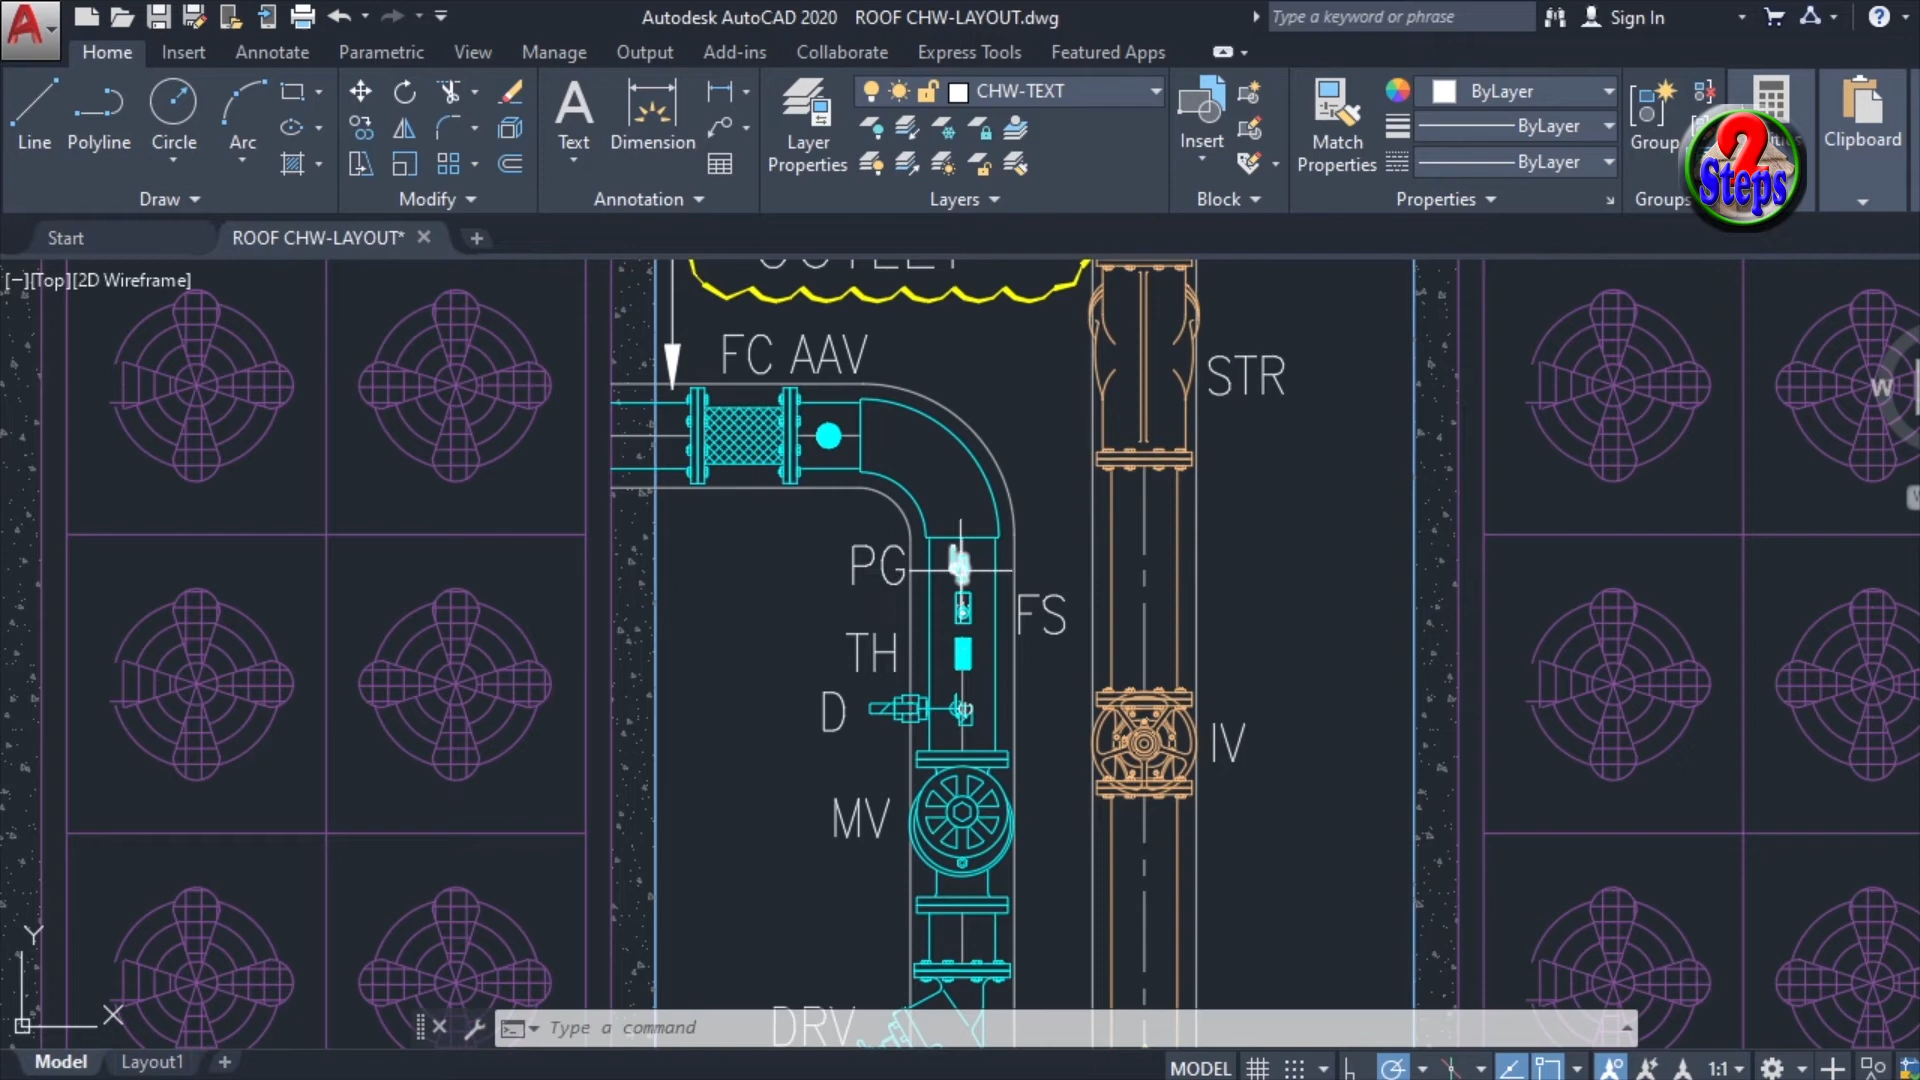 Autodesk AutoCAD 2020 ROOF CHW-LAYOUT.dwg
Type a keyword or phrase
Sign In
Home Insert Annotate Parametric View Manage Output Add-ins Collaborate Express Tools Featured Apps
Line Polyline Circle Arc
Text Dimension
Layer Properties
CHW-TEXT
Insert
Match Properties
ByLayer
ByLayer
ByLayer
Group
Clipboard
2 Steps
Draw Modify Annotation Layers Block Properties Groups
Start ROOF CHW-LAYOUT*
[−][Top][2D Wireframe]
OUTLET
FC AAV
STR
W
PG
FS
TH
D
IV
MV
DRV
Y
X
Type a command
Model Layout1
MODEL 1:1